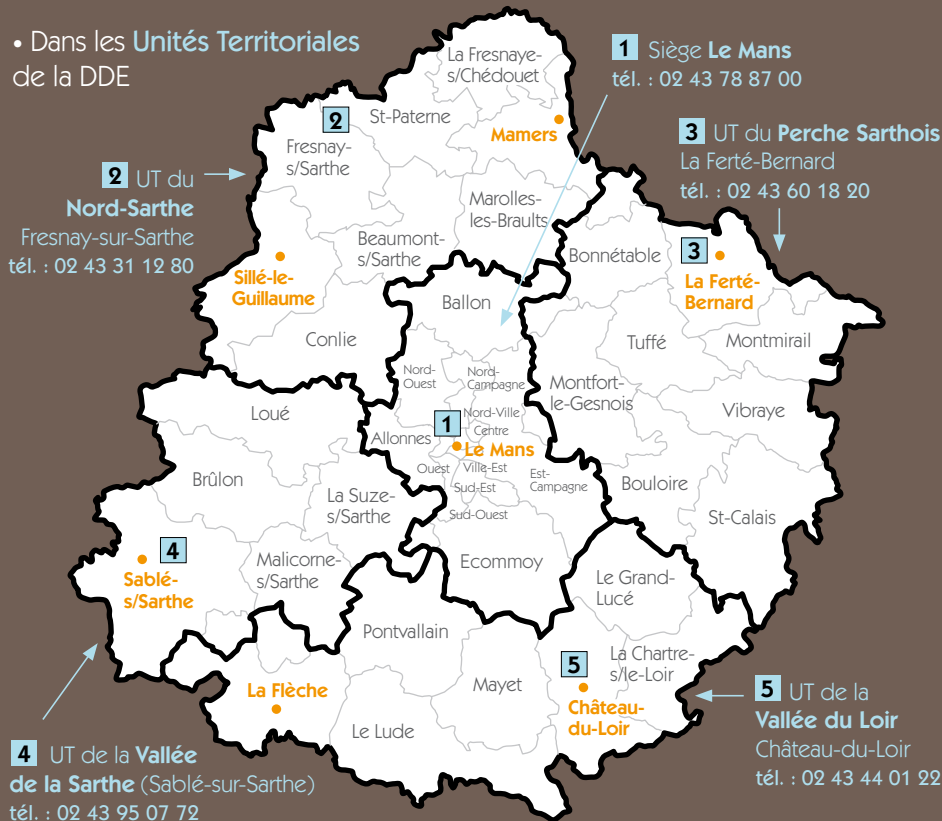 • Dans les Unités Territoriales
de la DDE
1 Siège Le Mans
tél. : 02 43 78 87 00
3 UT du Perche Sarthois
La Ferté-Bernard
tél. : 02 43 60 18 20
2 UT du
Nord-Sarthe
Fresnay-sur-Sarthe
tél. : 02 43 31 12 80
La Fresnaye-
s/Chédouet
St-Paterne
Mamers
2
Fresnay-
s/Sarthe
Marolles-
les-Braults
Beaumont-
s/Sarthe
Sillé-le-
Guillaume
Conlie
Bonnétable
3
La Ferté-
Bernard
Tuffé
Montmirail
Montfort-
le-Gesnois
Vibraye
Bouloire
St-Calais
Ballon
Nord-
Ouest
Nord-
Campagne
1
Nord-Ville
Centre
Allonnes
Le Mans
Ouest
Ville-Est
Est-
Campagne
Sud-Est
Sud-Ouest
Ecommoy
Loué
Brûlon
La Suze-
s/Sarthe
4
Sablé-
s/Sarthe
Malicorne-
s/Sarthe
Le Grand-
Lucé
Pontvallain
La Chartre-
s/le-Loir
5
Château-
du-Loir
Mayet
La Flèche
Le Lude
4 UT de la Vallée
de la Sarthe (Sablé-sur-Sarthe)
tél. : 02 43 95 07 72
5 UT de la
Vallée du Loir
Château-du-Loir
tél. : 02 43 44 01 22